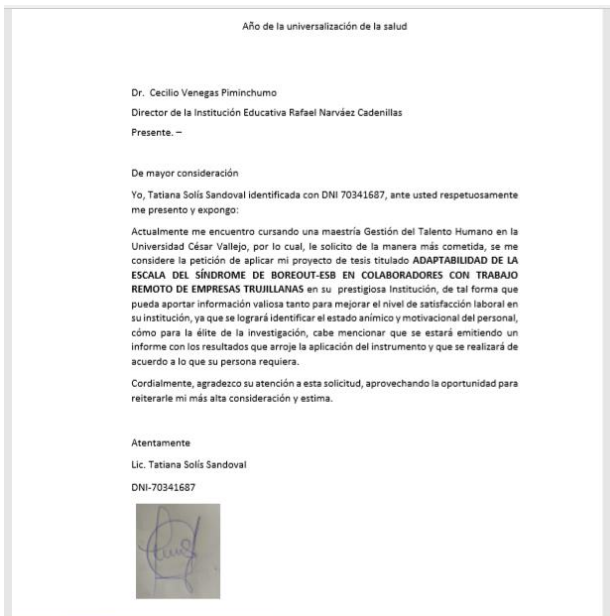 Año de la universalización de la salud
Dr. Cecilio Venegas Piminchumo
Director de la Institución Educativa Rafael Narváez Cadenillas
Presente. –
De mayor consideración
Yo, Tatiana Solís Sandoval identificada con DNI 70341687, ante usted respetuosamente
me presento y expongo:
Actualmente me encuentro cursando una maestría Gestión del Talento Humano en la
Universidad César Vallejo, por lo cual, le solicito de la manera más cometida, se me
considere la petición de aplicar mi proyecto de tesis titulado ADAPTABILIDAD DE LA
ESCALA DEL SÍNDROME DE BOREOUT-ESB EN COLABORADORES CON TRABAJO
REMOTO DE EMPRESAS TRUJILLANAS en su prestigiosa Institución, de tal forma que
pueda aportar información valiosa tanto para mejorar el nivel de satisfacción laboral en
su institución, ya que se logrará identificar el estado anímico y motivacional del personal,
cómo para la élite de la investigación, cabe mencionar que se estará emitiendo un
informe con los resultados que arroje la aplicación del instrumento y que se realizará de
acuerdo a lo que su persona requiera.
Cordialmente, agradezco su atención a esta solicitud, aprovechando la oportunidad para
reiterarle mi más alta consideración y estima.
Atentamente
Lic. Tatiana Solís Sandoval
DNI-70341687